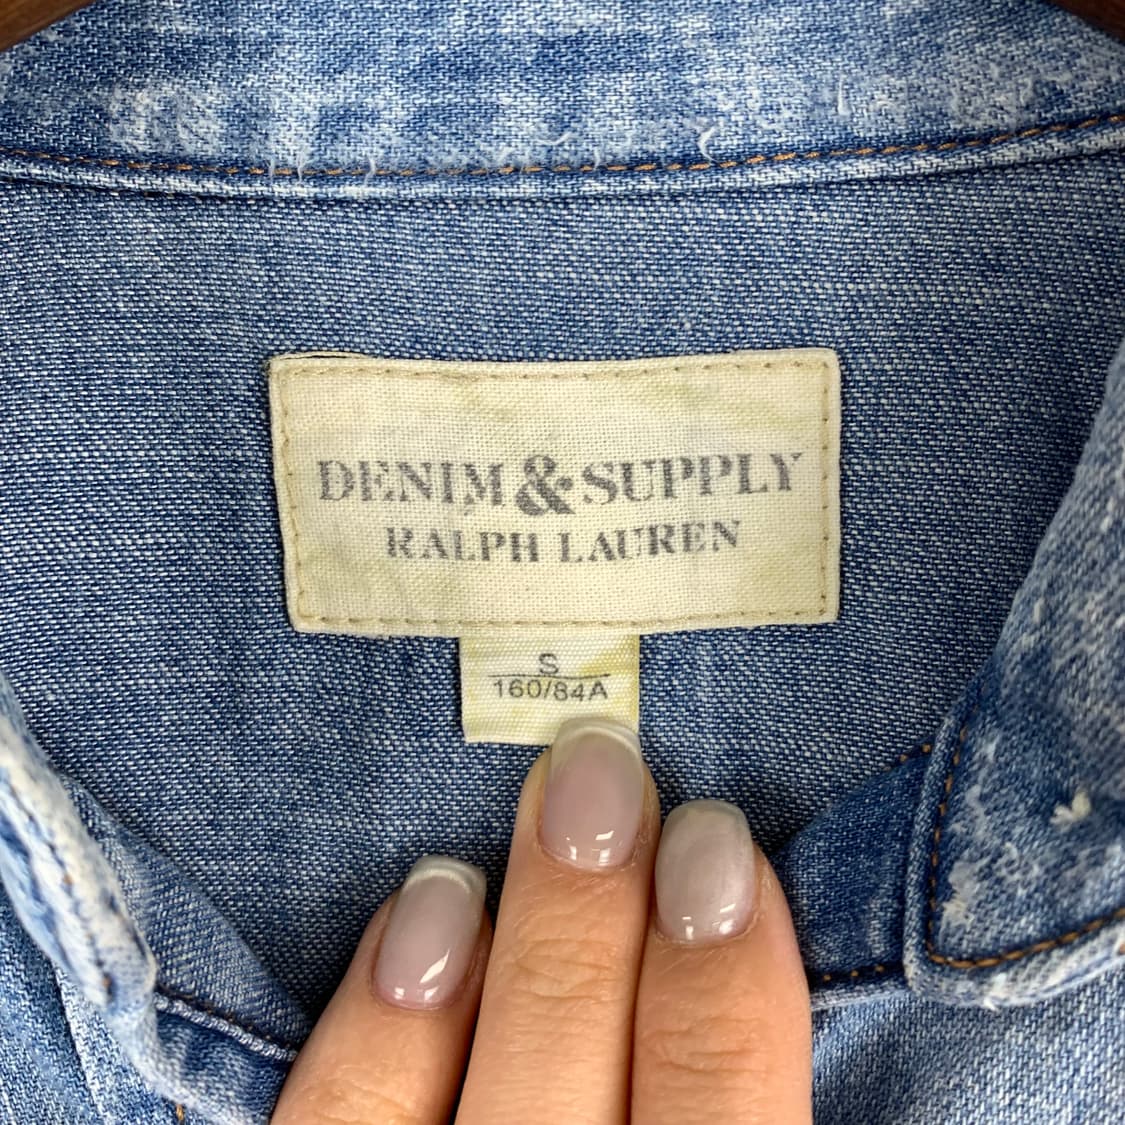 DENIM & SUPPLY
RALPH LAUREN
S
160/84A